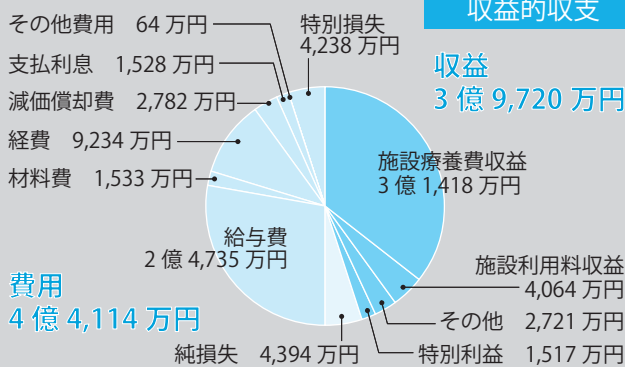 収益的収支
収益
3 億 9,720 万円
施設療養費収益
3 億 1,418 万円
施設利用料収益
4,064 万円
その他　2,721 万円
特別利益　1,517 万円
その他費用　64 万円
特別損失
4,238 万円
支払利息　1,528 万円
減価償却費　2,782 万円
経費　9,234 万円
材料費　1,533 万円
給与費
2 億 4,735 万円
費用
4 億 4,114 万円
純損失　4,394 万円